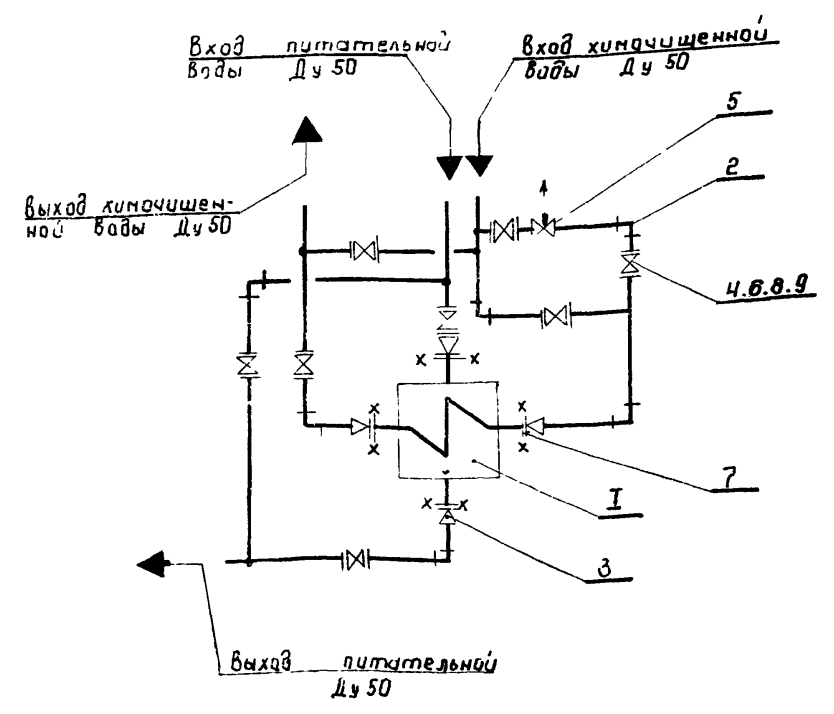 Вход питательной
воды Ду 50
Вход химочищенной
воды Ду 50
5
2
Выход химочищен-
ной воды Ду 50
4.6.8.9
х х
х х
х х
7
I
х х
3
Выход питательной
Ду 50